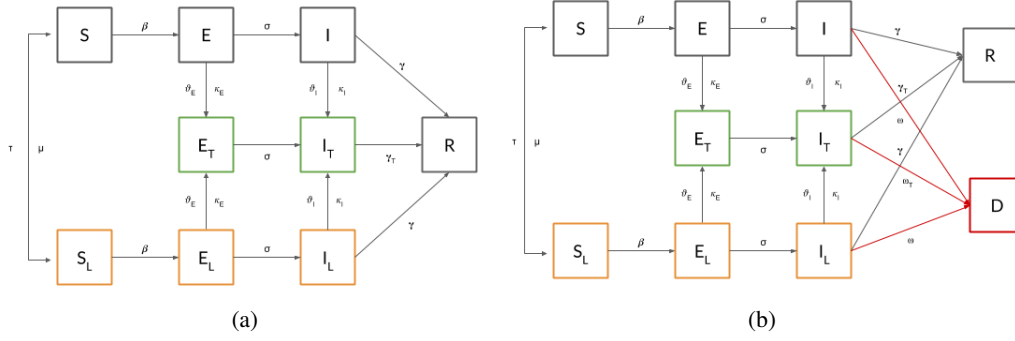 S β E σ I
γ
ϑE κE ϑI κI
τ μ
ET σ IT γT R
ϑE κE ϑI κI
γ
SL β EL σ IL
(a)
S β E σ I
γ
R
ϑE κE ϑI κI
γT
ω
τ μ
ET σ IT
γ
ωT
ϑE κE ϑI κI
D
ω
SL β EL σ IL
(b)